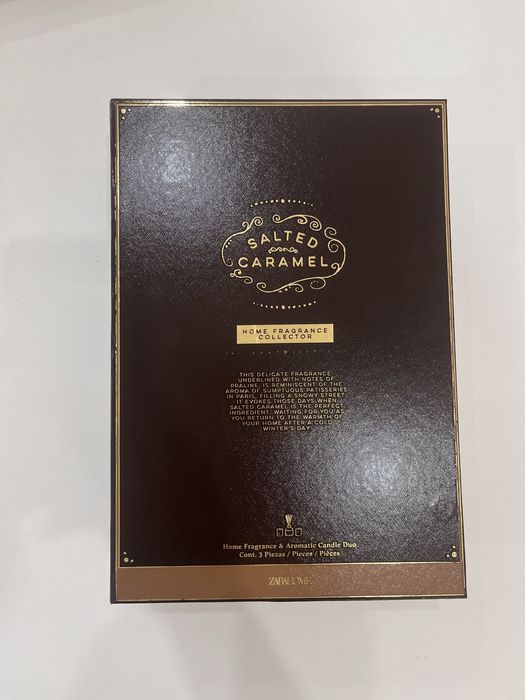 SALTED
CARAMEL
HOME FRAGRANCE
COLLECTOR
THIS DELICATE FRAGRANCE,
UNDERLINED WITH NOTES OF
PRALINE, IS REMINISCENT OF THE
AROMA OF SUMPTUOUS PATISSERIES
IN PARIS, FILLING A SNOWY STREET.
IT EVOKES THOSE DAYS WHEN
SALTED CARAMEL IS THE PERFECT
INGREDIENT, WAITING FOR YOU AS
YOU RETURN TO THE WARMTH OF
YOUR HOME AFTER A COLD
WINTER'S DAY.
Home Fragrance & Aromatic Candle Duo
Cont. 3 Piezas / Pieces / Pièces
ZARA HOME